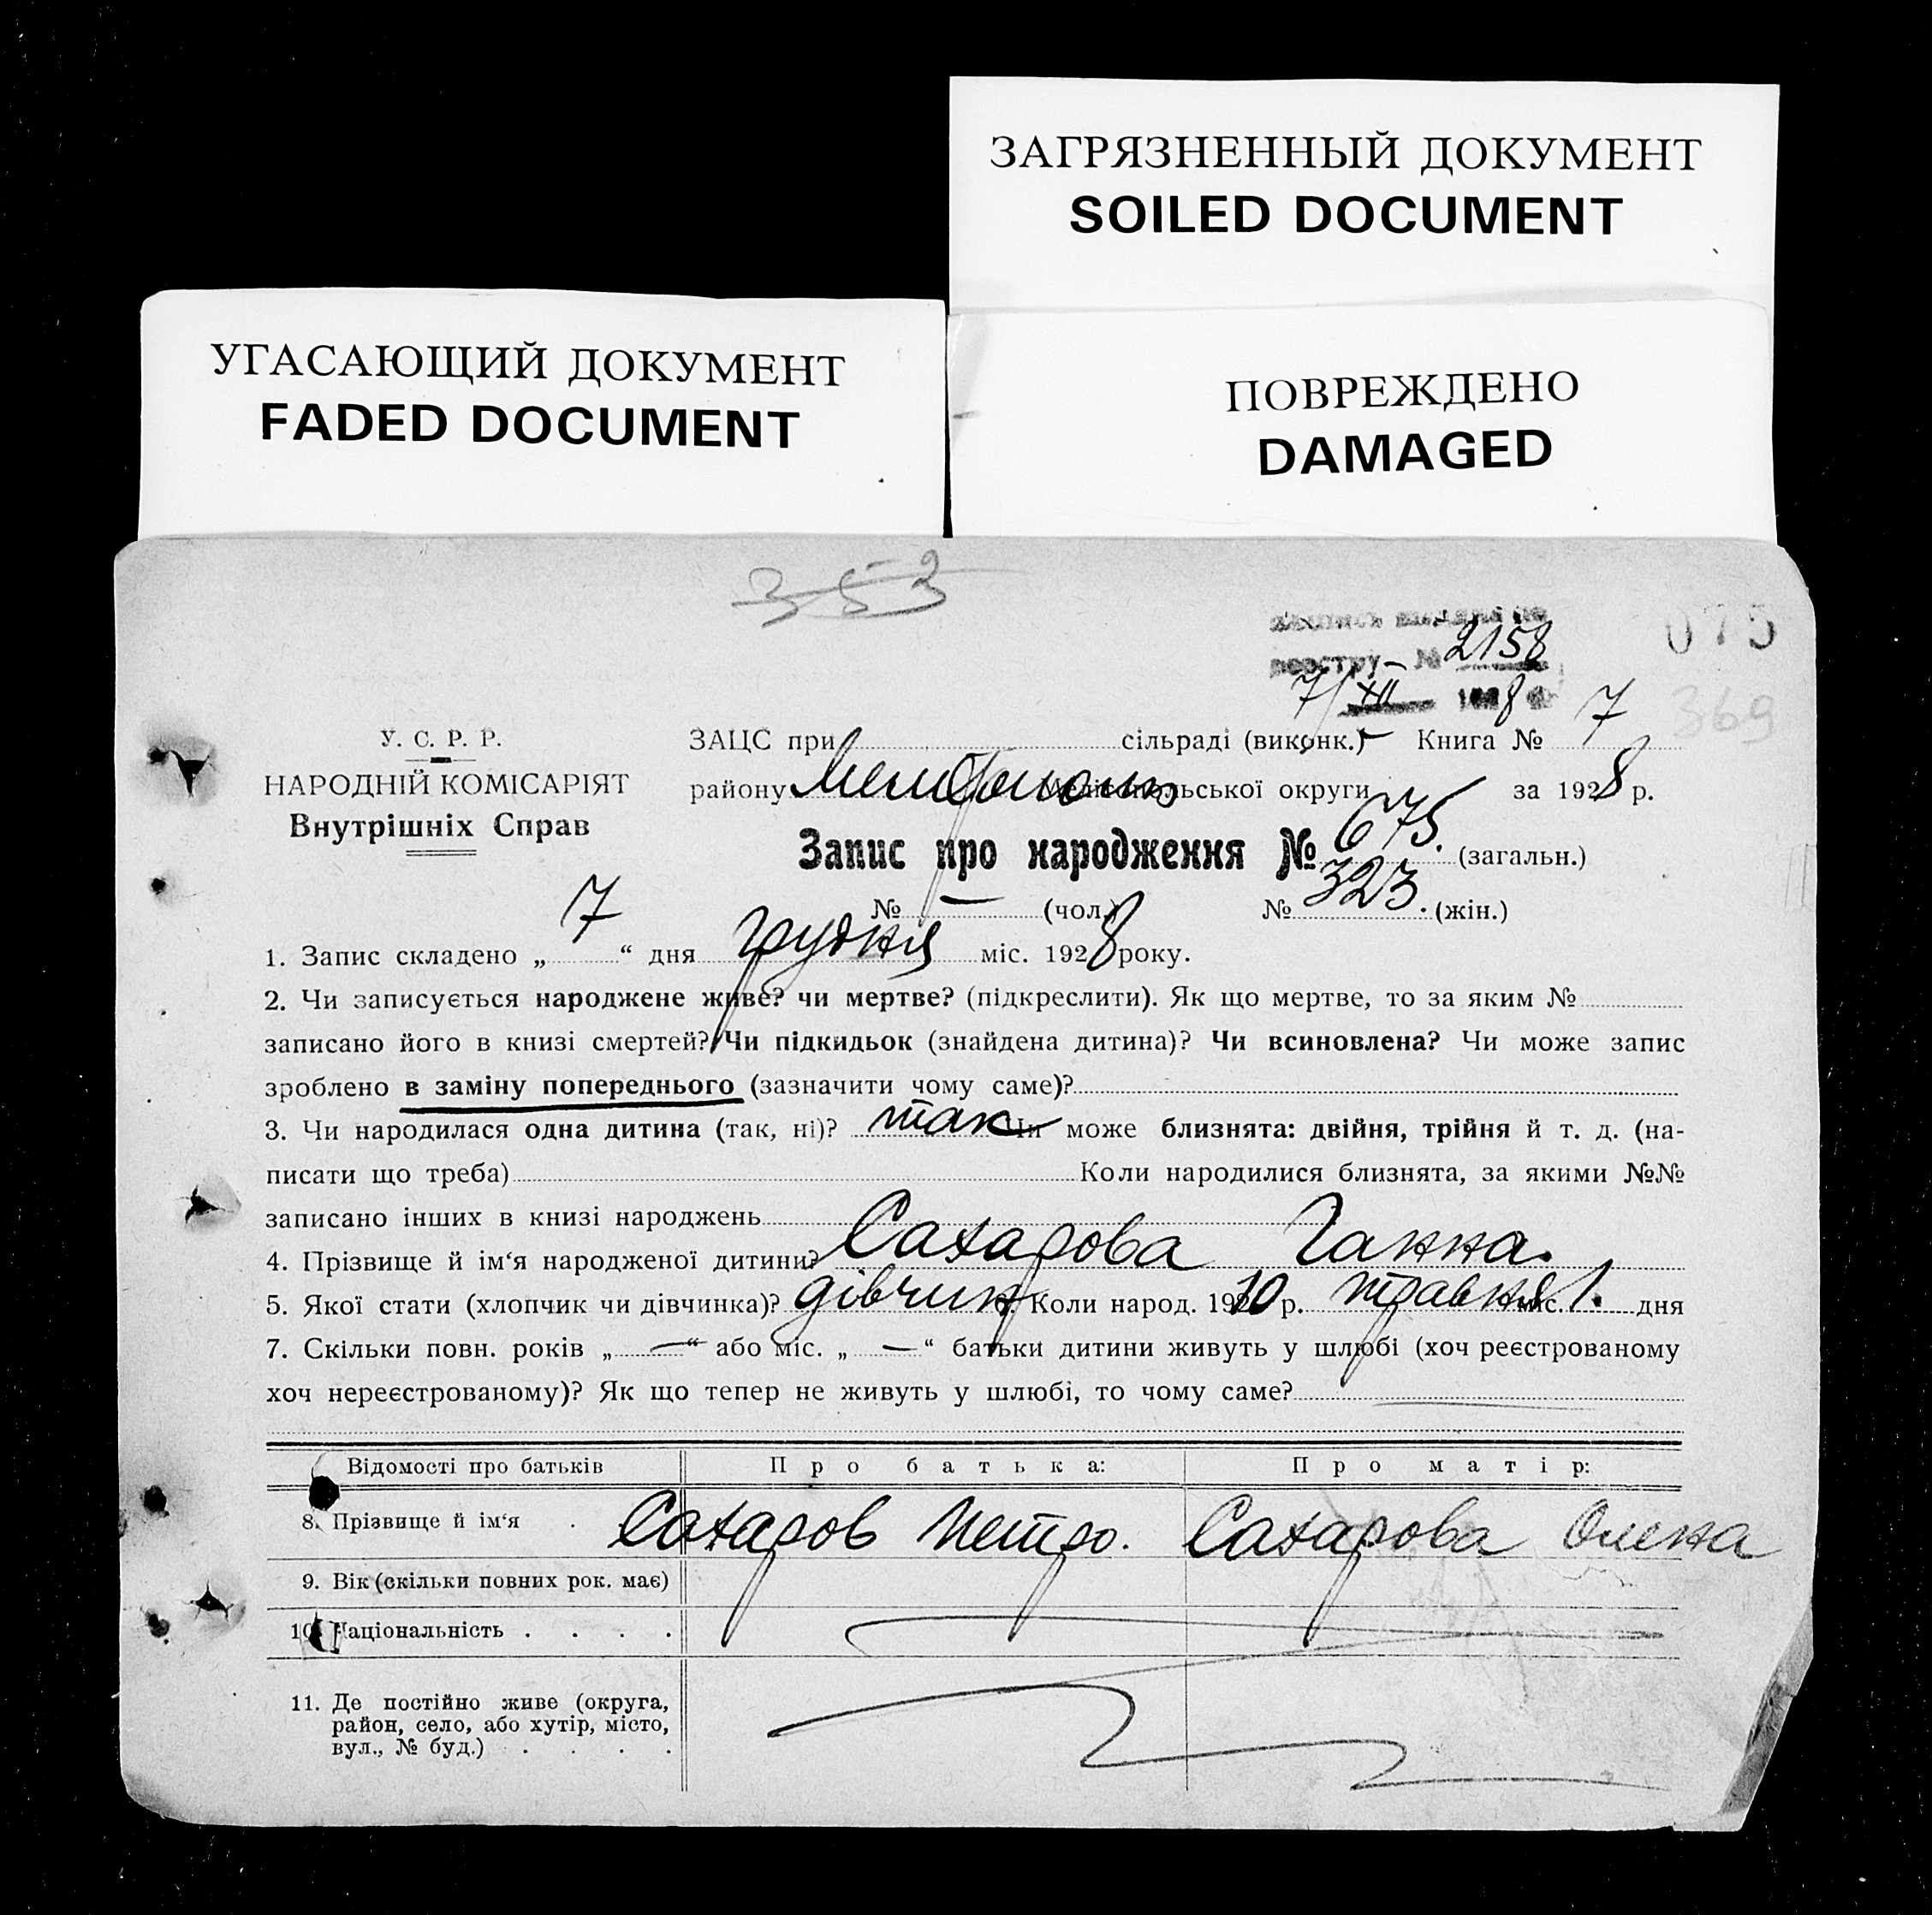 ЗАГРЯЗНЕННЫЙ ДОКУМЕНТ
SOILED DOCUMENT
УГАСАЮЩИЙ ДОКУМЕНТ
FADED DOCUMENT
ПОВРЕЖДЕНО
DAMAGED
353
075
реєстру № 2158
7/XII 1928
369
У. С. Р. Р.
НАРОДНІЙ КОМІСАРІЯТ
Внутрішніх Справ
ЗАЦС при сільраді (виконк.) Книга № 7
району Мелітополь округи за 1928 р.
Запис про народження № 675. (загальн.)
№ — (чол.) № 323. (жін.)
1. Запис складено „7“ дня грудня міс. 1928 року.
2. Чи записується народжене живе? чи мертве? (підкреслити). Як що мертве, то за яким №
записано його в книзі смертей? Чи підкидьок (знайдена дитина)? Чи всиновлена? Чи може запис
зроблено в заміну попереднього (зазначити чому саме)?
3. Чи народилася одна дитина (так, ні)? так Чи може близнята: двійня, трійня й т. д. (на-
писати що треба) Коли народилися близнята, за якими №№
записано інших в книзі народжень
4. Прізвище й ім‘я народженої дитини? Сахарова Ганна.
5. Якої стати (хлопчик чи дівчинка)? дівчин Коли народ. 1910 р. травня міс. 1. дня
7. Скільки повн. років „—“ або міс. „—“ батьки дитини живуть у шлюбі (хоч реєстрованому
хоч нереєстрованому)? Як що тепер не живуть у шлюбі, то чому саме?
Відомості про батьків Про батька: Про матір:
8. Прізвище й ім‘я Сахаров Петро. Сахарова Олена
9. Вік (скільки повних рок. має)
10. Національність
11. Де постійно живе (округа,
район, село, або хутір, місто,
вул., № буд.)